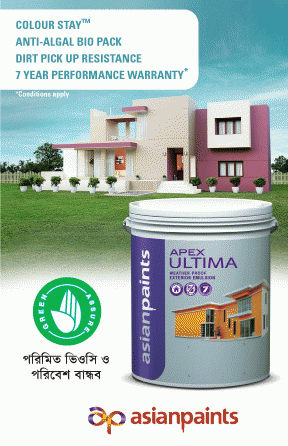 COLOUR STAY™
ANTI-ALGAL BIO PACK
DIRT PICK UP RESISTANCE
7 YEAR PERFORMANCE WARRANTY*
*Conditions apply
asianpaints
APEX
ULTIMA
WEATHER PROOF
EXTERIOR EMULSION
GREEN ASSURE
পরিমিত ভিওসি ও
পরিবেশ বান্ধব
ap asianpaints